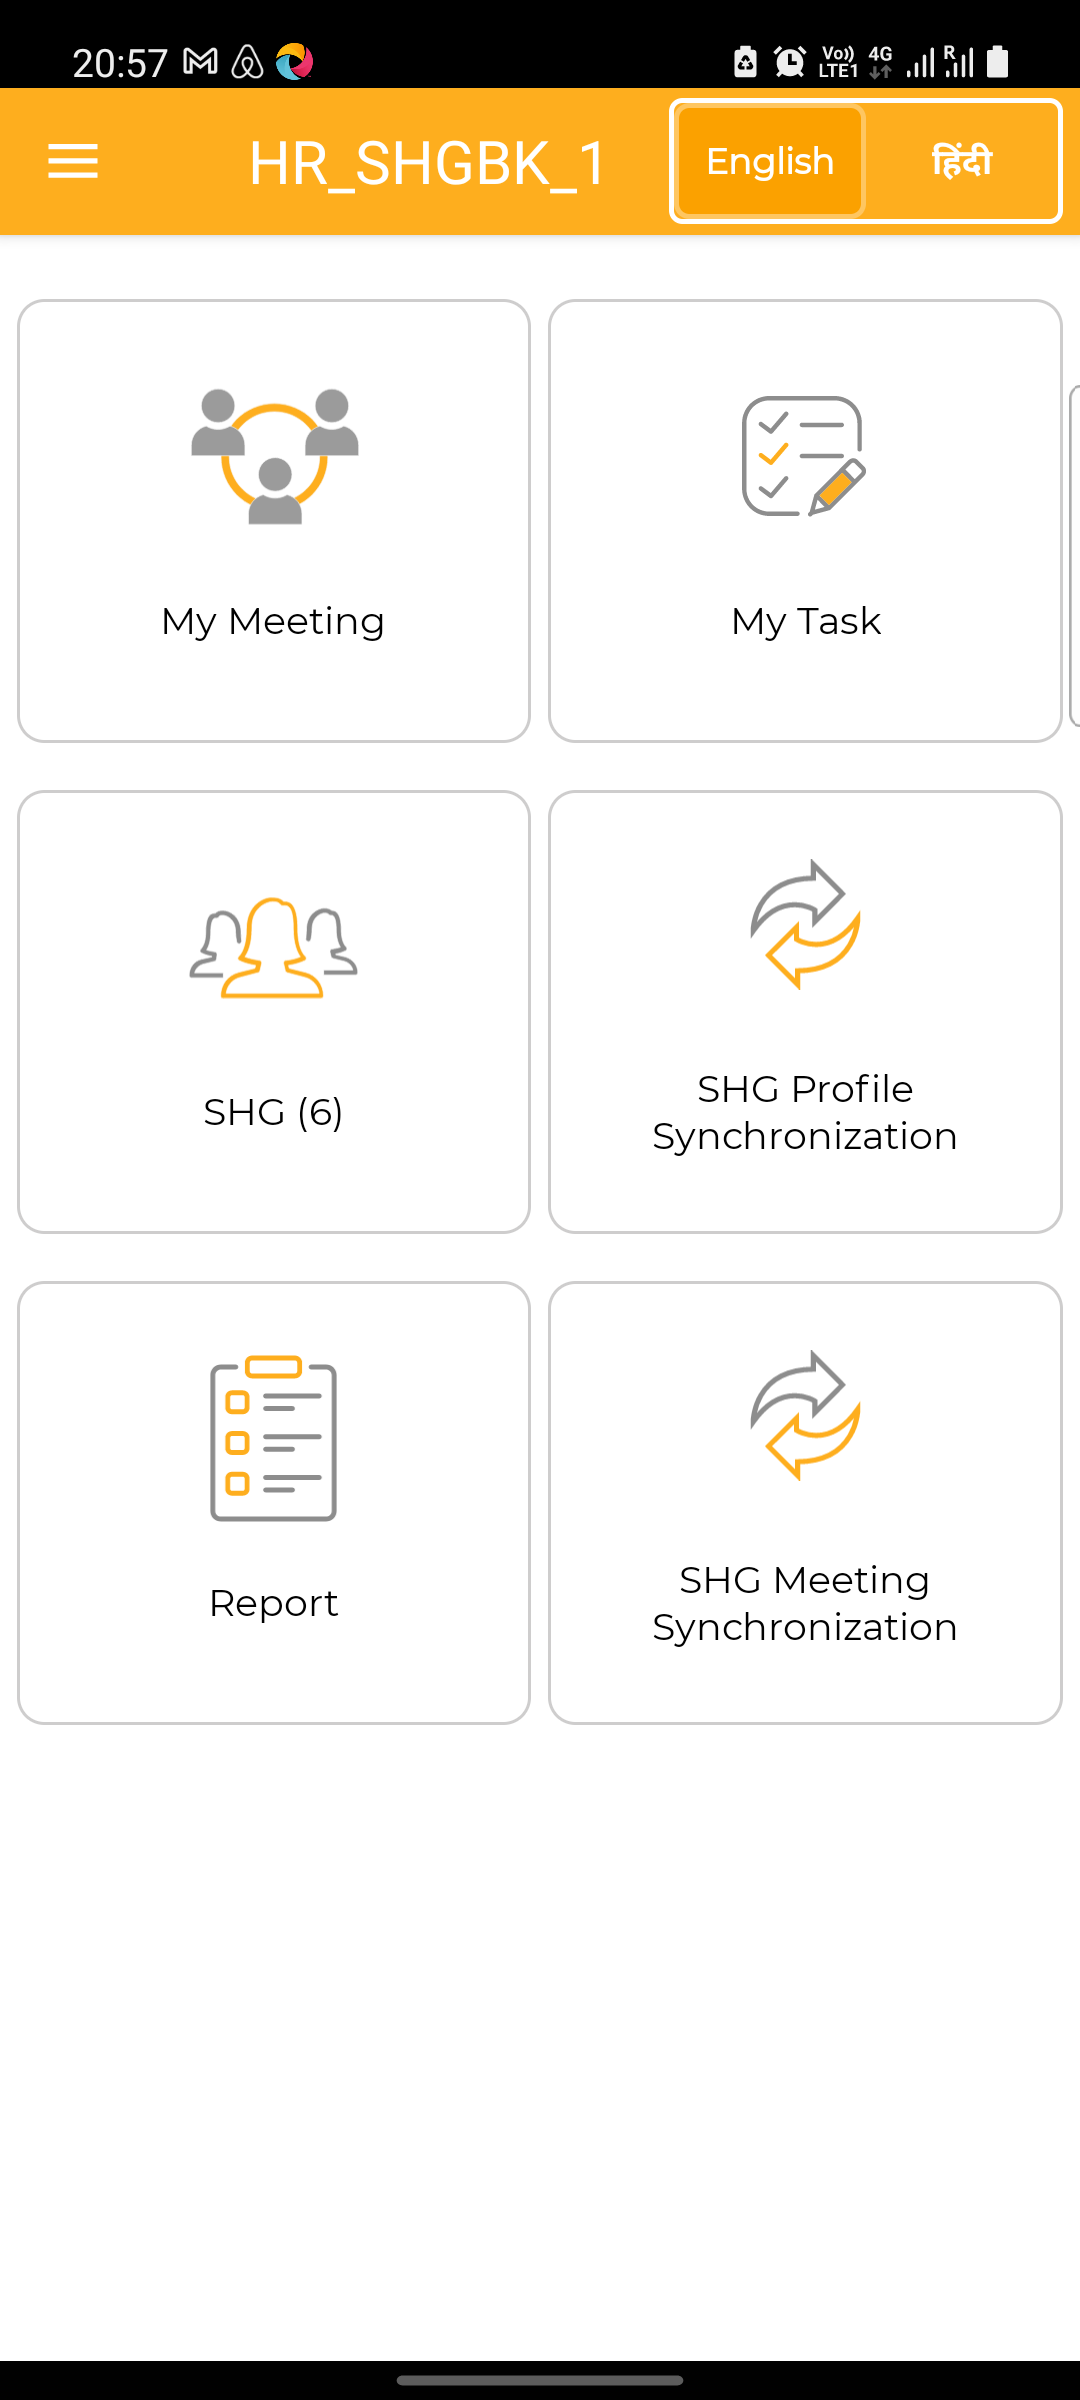 20:57
Vo)) 4G R
LTE1
HR_SHGBK_1
English
हिंदी
My Meeting
My Task
SHG (6)
SHG Profile
Synchronization
Report
SHG Meeting
Synchronization